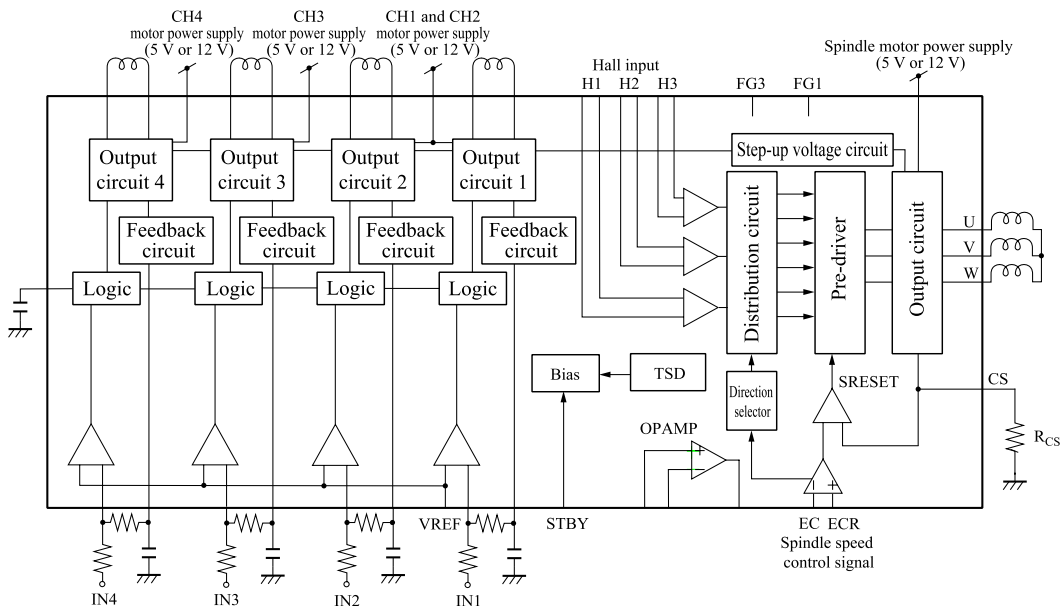 CH4
motor power supply
(5 V or 12 V)
CH3
motor power supply
(5 V or 12 V)
CH1 and CH2
motor power supply
(5 V or 12 V)
Spindle motor power supply
(5 V or 12 V)
Hall input
H1
H2
H3
FG3
FG1
Output
circuit 4
Output
circuit 3
Output
circuit 2
Output
circuit 1
Step-up voltage circuit
Feedback
circuit
Feedback
circuit
Feedback
circuit
Feedback
circuit
Distribution circuit
Pre-driver
Output circuit
U
V
W
Logic
Logic
Logic
Logic
Bias
TSD
Direction
selector
SRESET
CS
RCS
OPAMP
+
−
− +
VREF
STBY
EC
ECR
Spindle speed
control signal
IN4
IN3
IN2
IN1